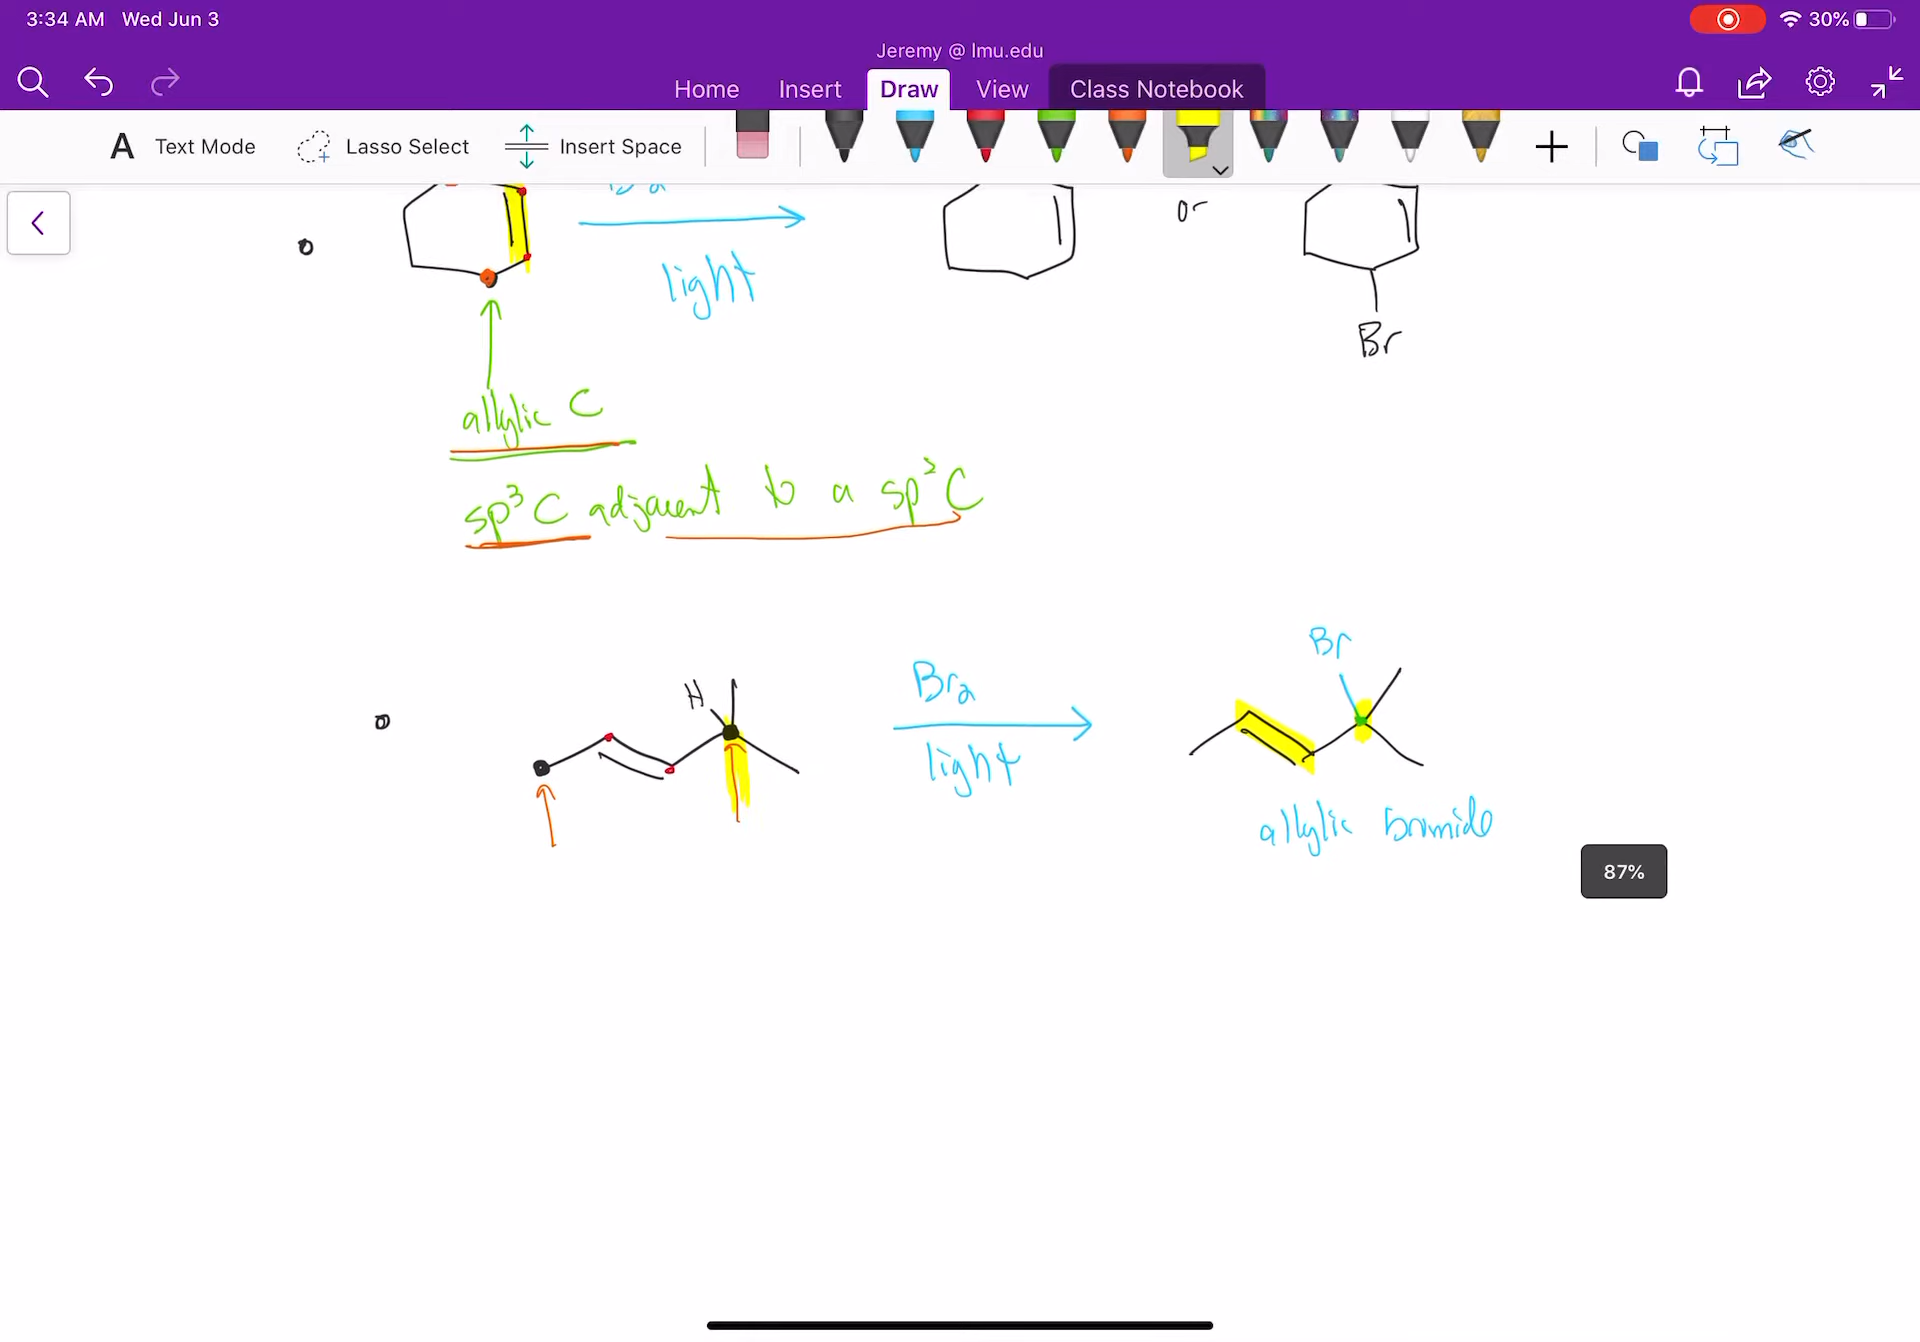 3:34 AM Wed Jun 3
30%
Jeremy @ lmu.edu
Home Insert Draw View Class Notebook
A Text Mode Lasso Select Insert Space
or
light
Br
allylic C
sp³ C adjacent to a sp² C
Br
H
Br₂
light
allylic bromide
87%